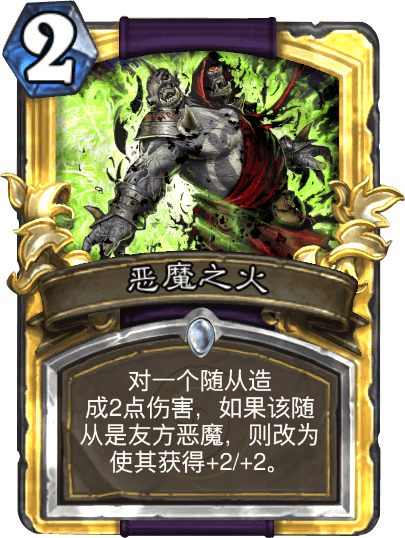 2
恶魔之火
对一个随从造
成2点伤害，如果该随
从是友方恶魔，则改为
使其获得+2/+2。